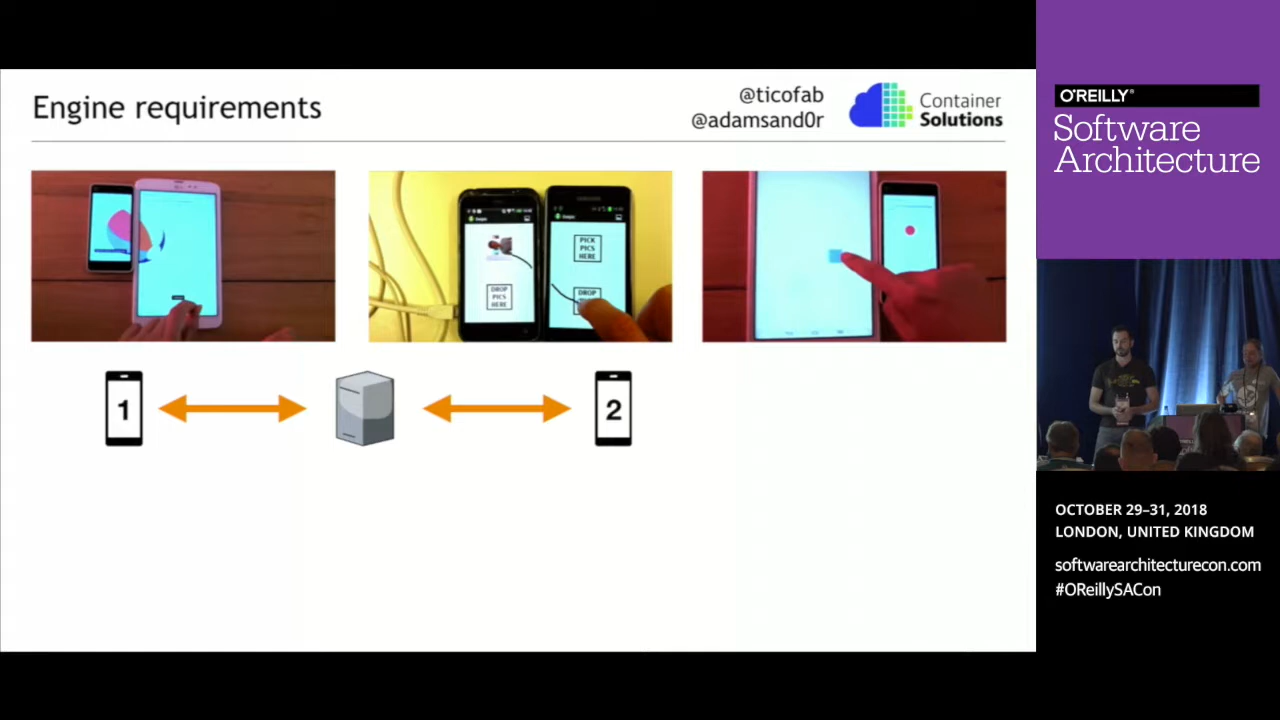 Engine requirements
@ticofab
@adamsand0r
Container
Solutions
PICK
PICS
HERE
DROP
PICS
HERE
DROP
1
2
O'REILLY®
Software
Architecture
OCTOBER 29–31, 2018
LONDON, UNITED KINGDOM
softwarearchitecturecon.com
#OReillySACon